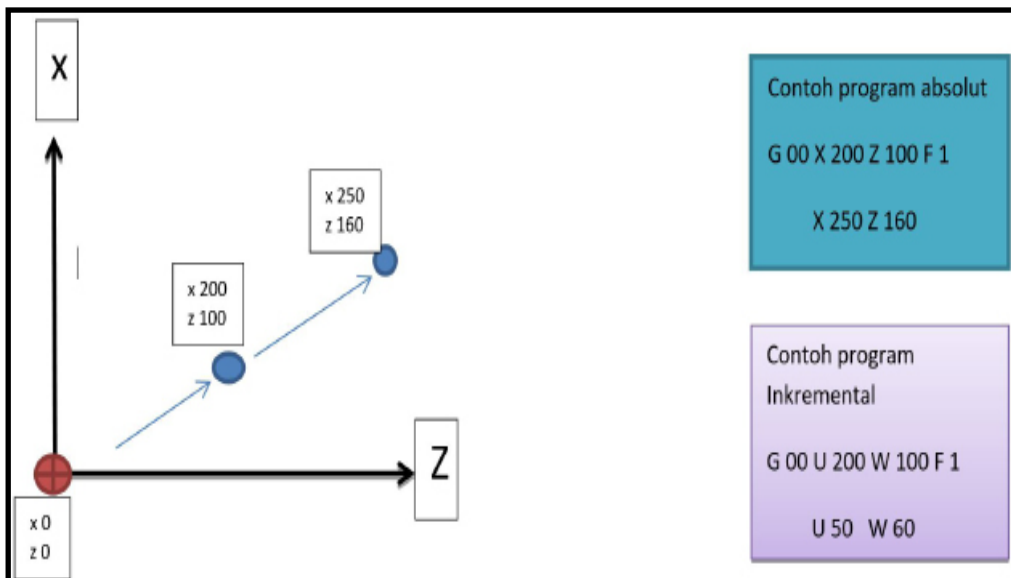 X
x 250
z 160
x 200
z 100
Z
x 0
z 0
Contoh program absolut
G 00 X 200 Z 100 F 1
X 250 Z 160
Contoh program
Inkremental
G 00 U 200 W 100 F 1
U 50 W 60